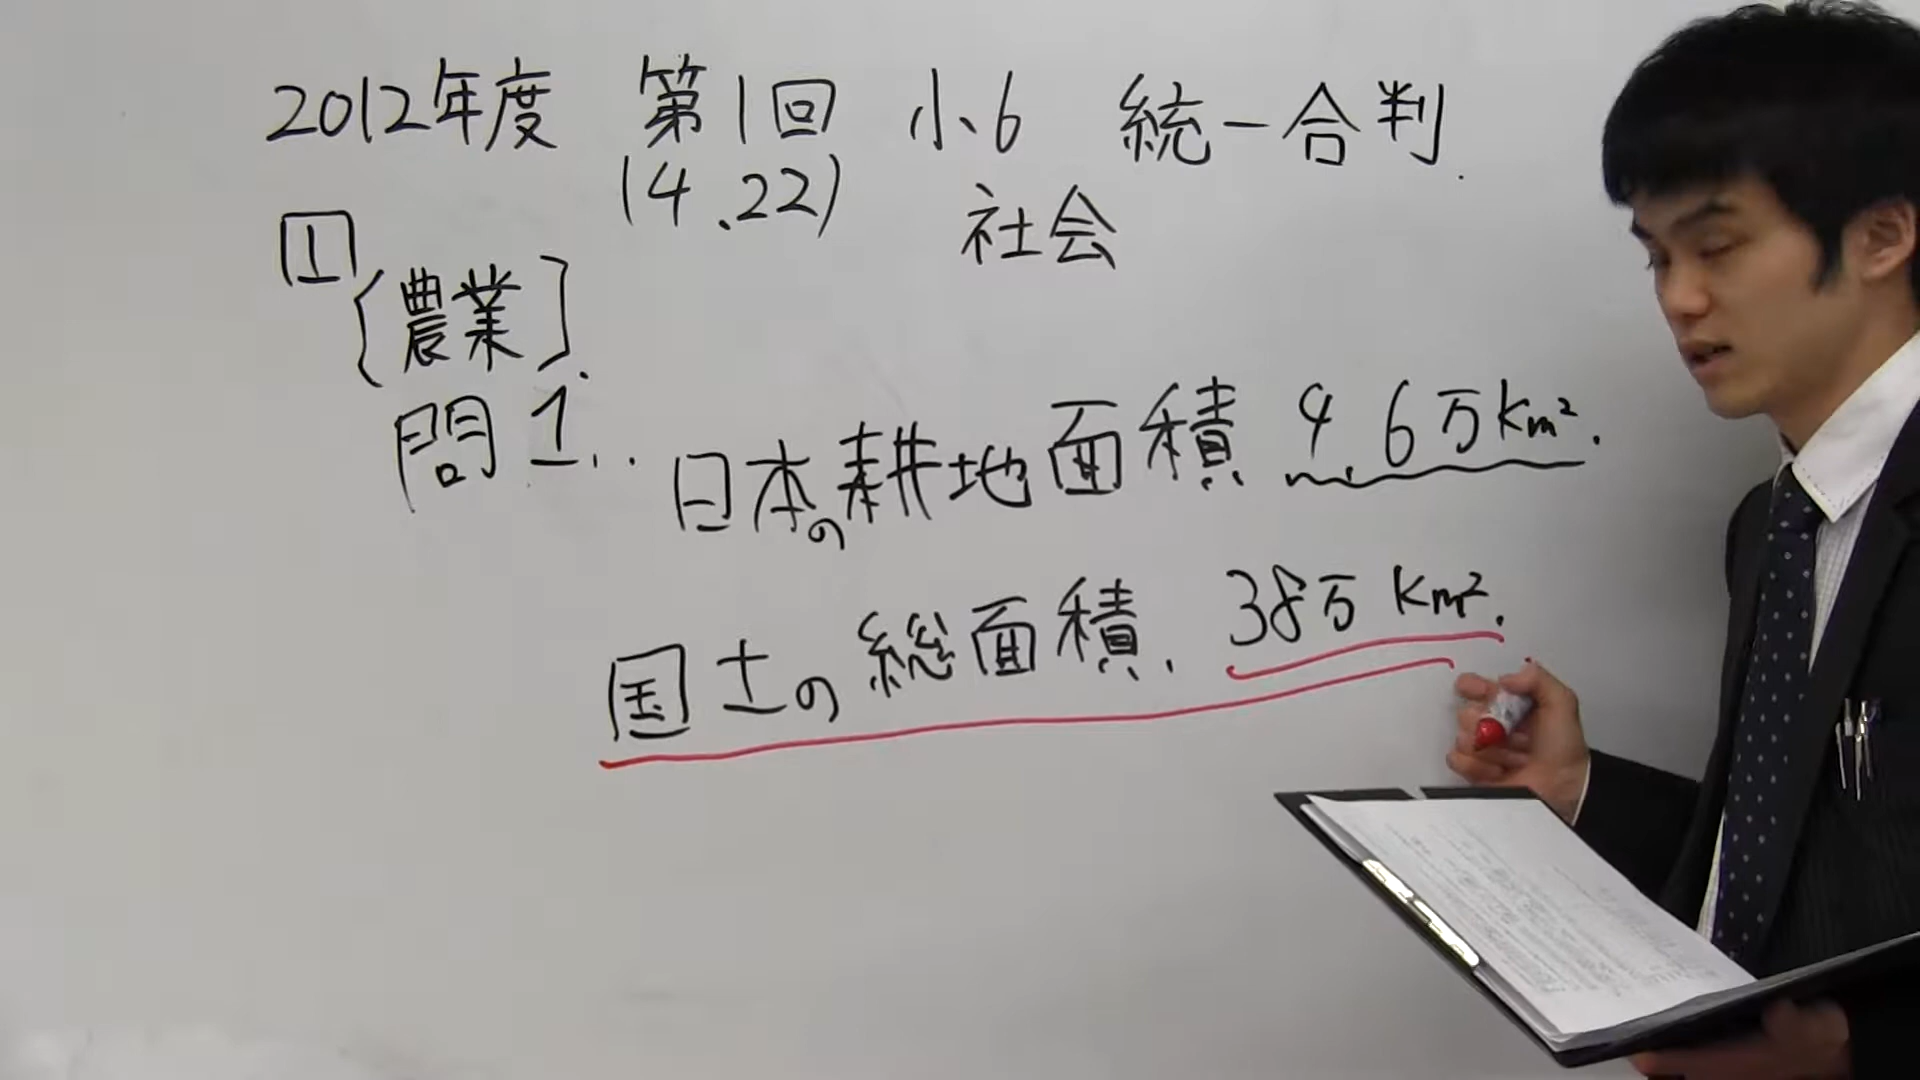 2012年度 第1回 小6 統一合判
(4.22) 社会
1
〔農業〕
問1.. 日本の耕地面積 4.6万km².
国土の総面積. 38万km².